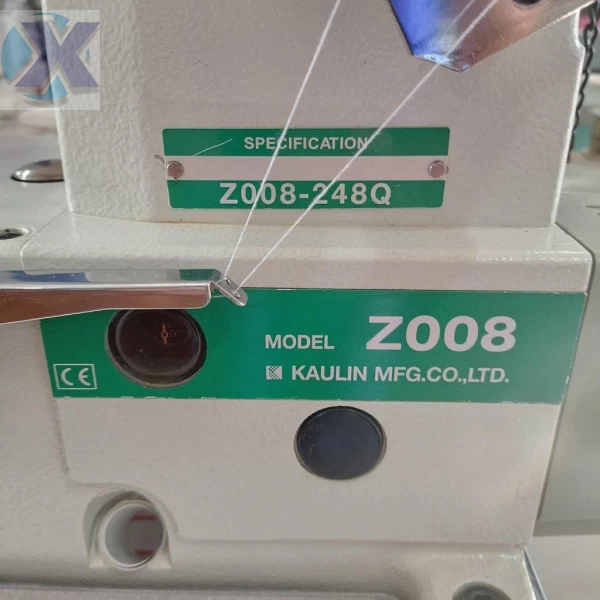 X
SPECIFICATION
Z008-248Q
MODEL Z008
CE
KAULIN MFG.CO.,LTD.